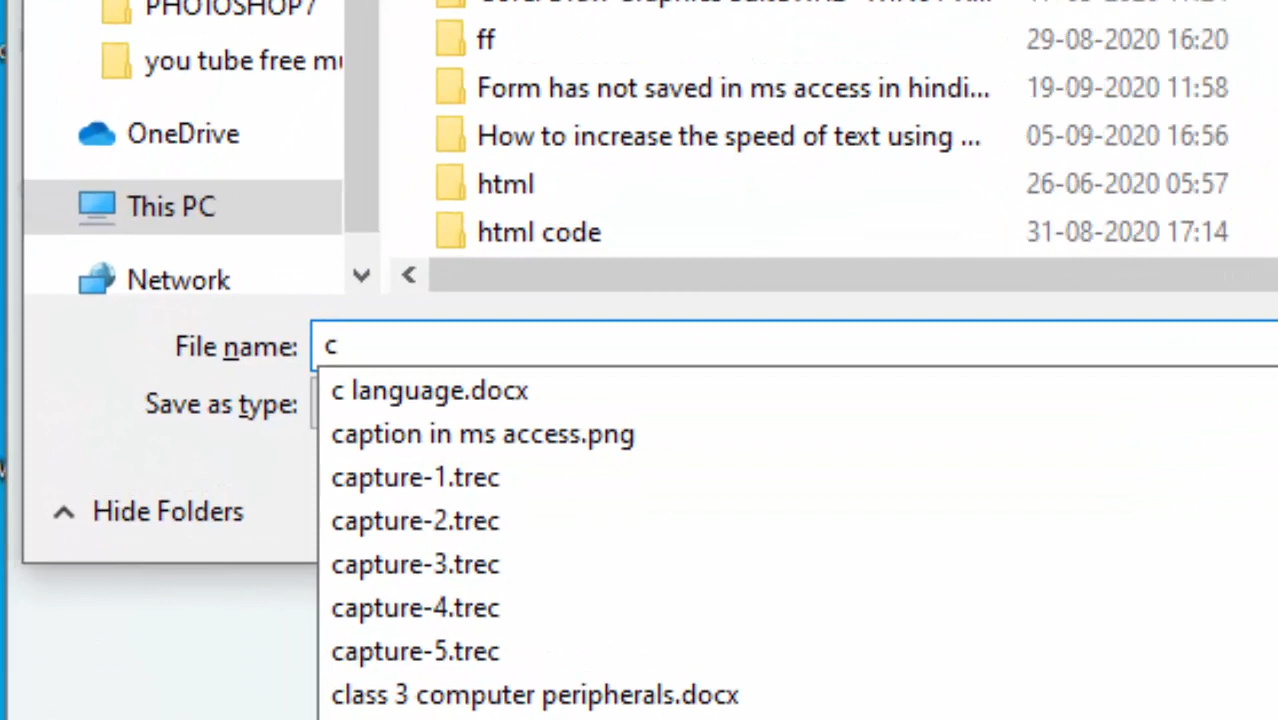 PHOTOSHOP7
you tube free mu
OneDrive
This PC
Network
ff 29-08-2020 16:20
Form has not saved in ms access in hindi... 19-09-2020 11:58
How to increase the speed of text using ... 05-09-2020 16:56
html 26-06-2020 05:57
html code 31-08-2020 17:14
File name: c
Save as type:
c language.docx
caption in ms access.png
capture-1.trec
capture-2.trec
capture-3.trec
capture-4.trec
capture-5.trec
class 3 computer peripherals.docx
Hide Folders